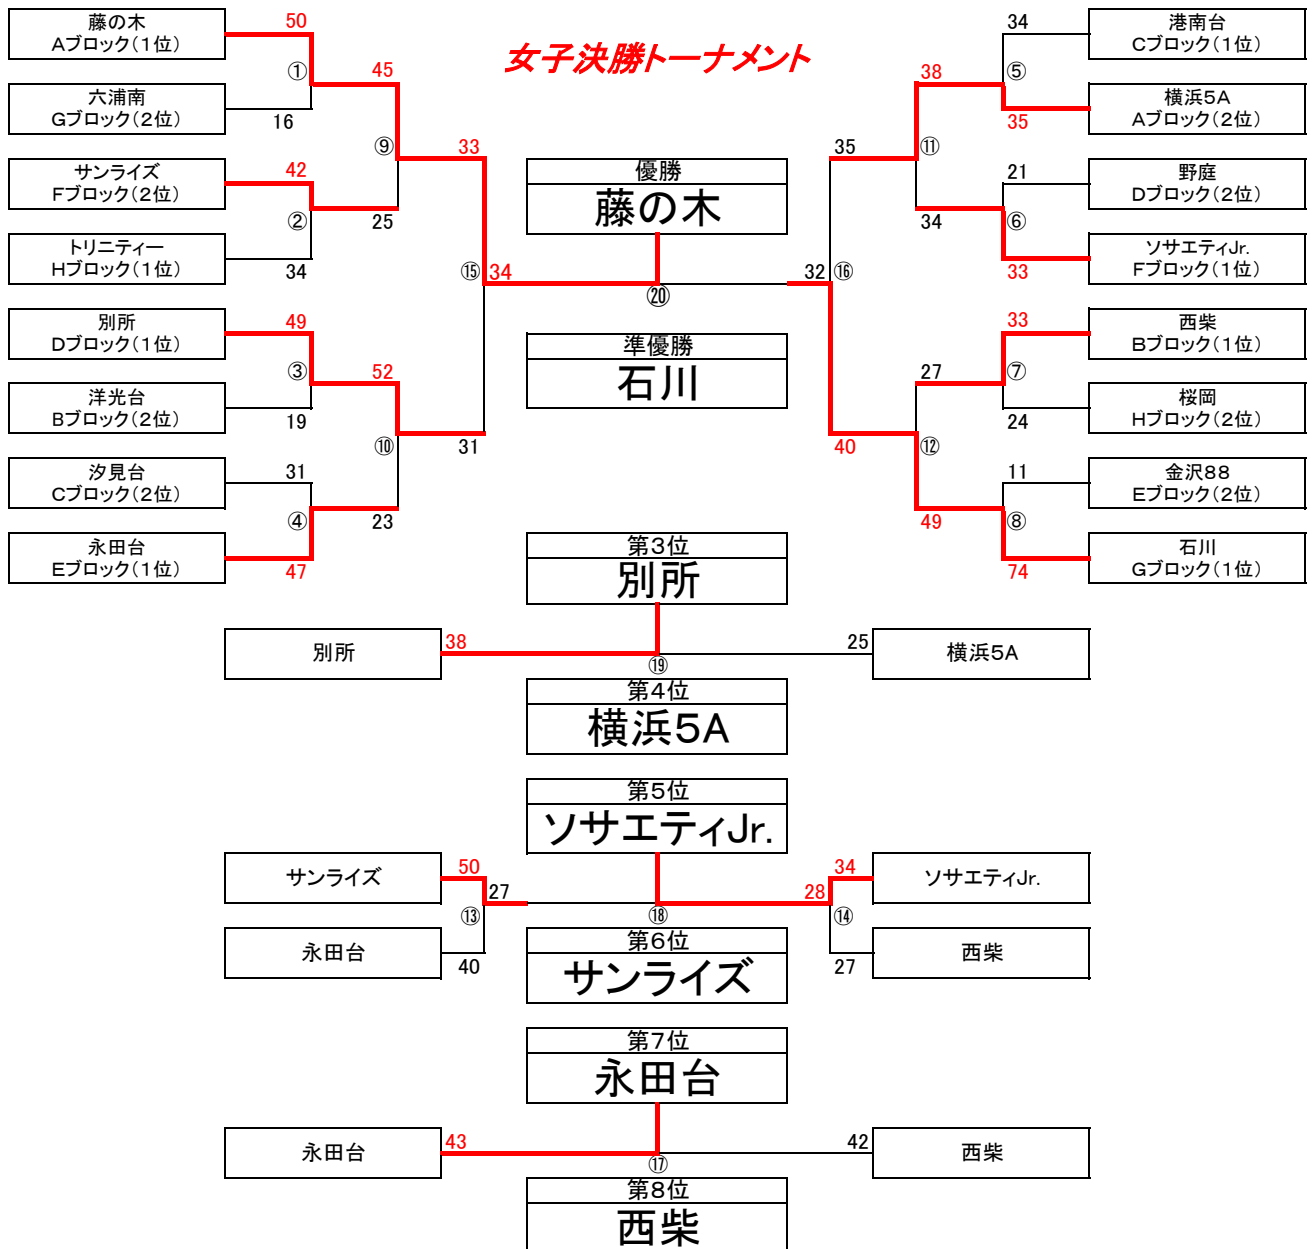 女子決勝トーナメント
藤の木
Aブロック（1位）
50
①
六浦南
Gブロック（2位）
16
45
⑨
サンライズ
Fブロック（2位）
42
②
トリニティー
Hブロック（1位）
34
25
33
⑮
別所
Dブロック（1位）
49
③
洋光台
Bブロック（2位）
19
52
⑩
汐見台
Cブロック（2位）
31
④
永田台
Eブロック（1位）
47
23
31
34
優勝
藤の木
⑳
準優勝
石川
32
港南台
Cブロック（1位）
34
⑤
横浜5A
Aブロック（2位）
35
38
⑪
野庭
Dブロック（2位）
21
⑥
ソサエティJr.
Fブロック（1位）
33
34
35
⑯
西柴
Bブロック（1位）
33
⑦
桜岡
Hブロック（2位）
24
27
⑫
金沢88
Eブロック（2位）
11
⑧
石川
Gブロック（1位）
74
49
40
第3位
別所
別所
38
⑲
25
横浜5A
第4位
横浜5A
第5位
ソサエティJr.
サンライズ
50
⑬
永田台
40
27
⑱
28
34
ソサエティJr.
⑭
27
西柴
第6位
サンライズ
第7位
永田台
永田台
43
⑰
42
西柴
第8位
西柴